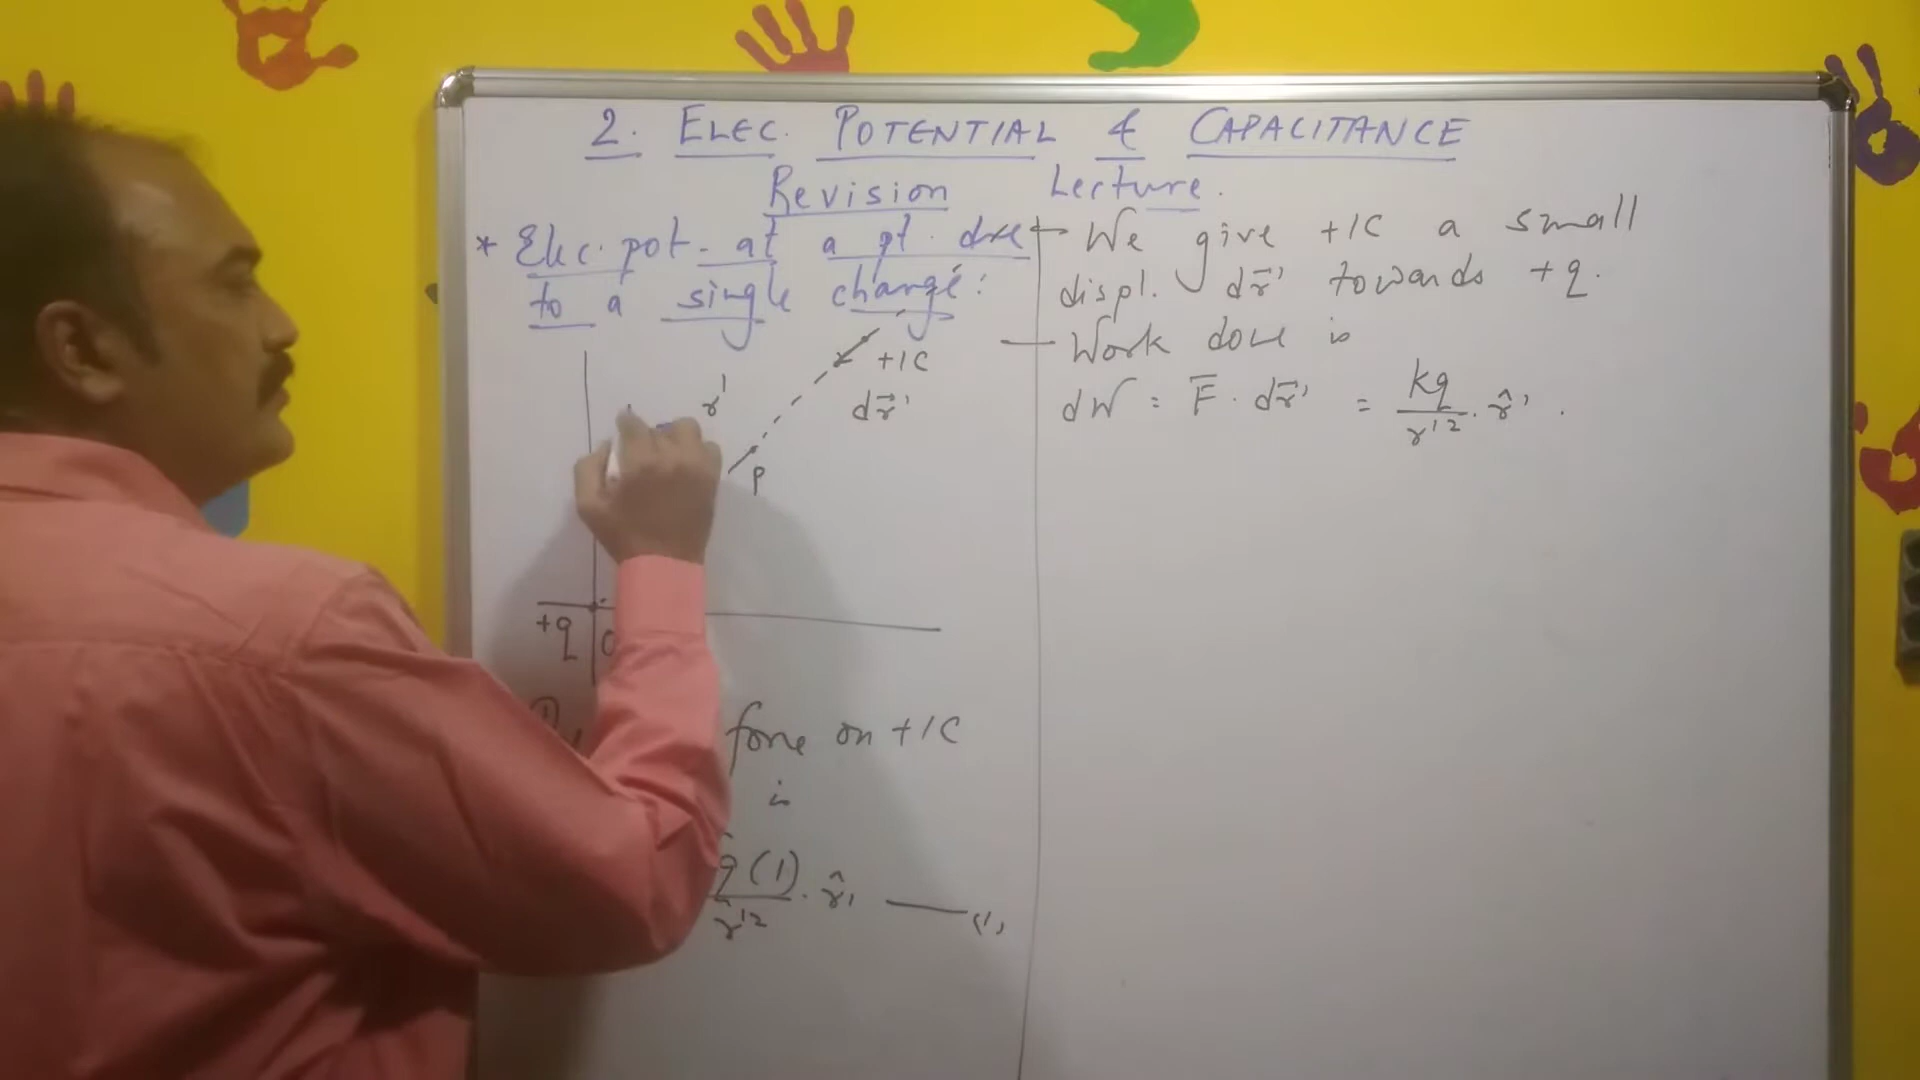 2. ELEC. POTENTIAL & CAPACITANCE
Revision Lecture.
* Elec. pot. at a pt. due
to a single charge:
+1C
r'
dr⃗'
P
+q
O
force on +1C
is
q(1)/r'² . r̂' —— (1)
— We give +1C a small
displ. dr⃗' towards +q.
— Work done is
dW = F̅ . dr⃗' = kq/r'² . r̂' .